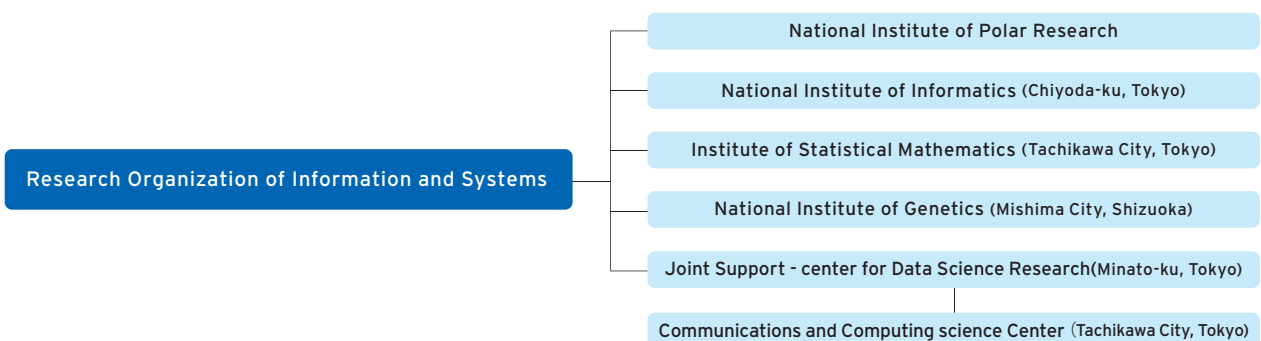 National Institute of Polar Research
National Institute of Informatics (Chiyoda-ku, Tokyo)
Institute of Statistical Mathematics (Tachikawa City, Tokyo)
Research Organization of Information and Systems
National Institute of Genetics (Mishima City, Shizuoka)
Joint Support - center for Data Science Research(Minato-ku, Tokyo)
Communications and Computing science Center (Tachikawa City, Tokyo)